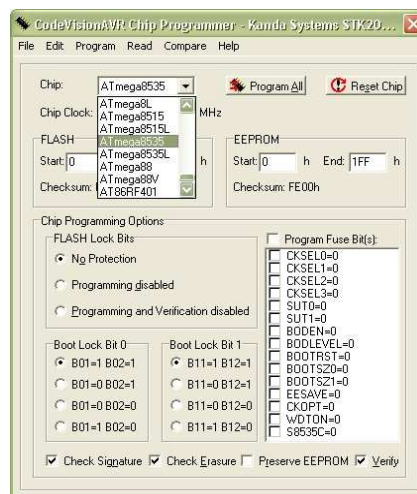 CodeVisionAVR Chip Programmer - Kanda Systems STK20...
File Edit Program Read Compare Help
Chip: ATmega8535 Program All Reset Chip
ATmega8L
Chip Clock: ATmega8515 MHz
ATmega8515L
FLASH ATmega8535 EEPROM
ATmega8535L
Start: 0 ATmega88 h Start: 0 h End: 1FF h
ATmega88V
Checksum: AT86RF401 Checksum: FE00h
Chip Programming Options
FLASH Lock Bits Program Fuse Bit(s):
No Protection CKSEL0=0
CKSEL1=0
CKSEL2=0
CKSEL3=0
Programming disabled SUT0=0
SUT1=0
Programming and Verification disabled BODEN=0
BODLEVEL=0
Boot Lock Bit 0 Boot Lock Bit 1 BOOTRST=0
B01=1 B02=1 B11=1 B12=1 BOOTSZ0=0
BOOTSZ1=0
B01=0 B02=1 B11=0 B12=1 EESAVE=0
B01=0 B02=0 B11=0 B12=0 CKOPT=0
WDTON=0
B01=1 B02=0 B11=1 B12=0 S8535C=0
Check Signature Check Erasure Preserve EEPROM Verify